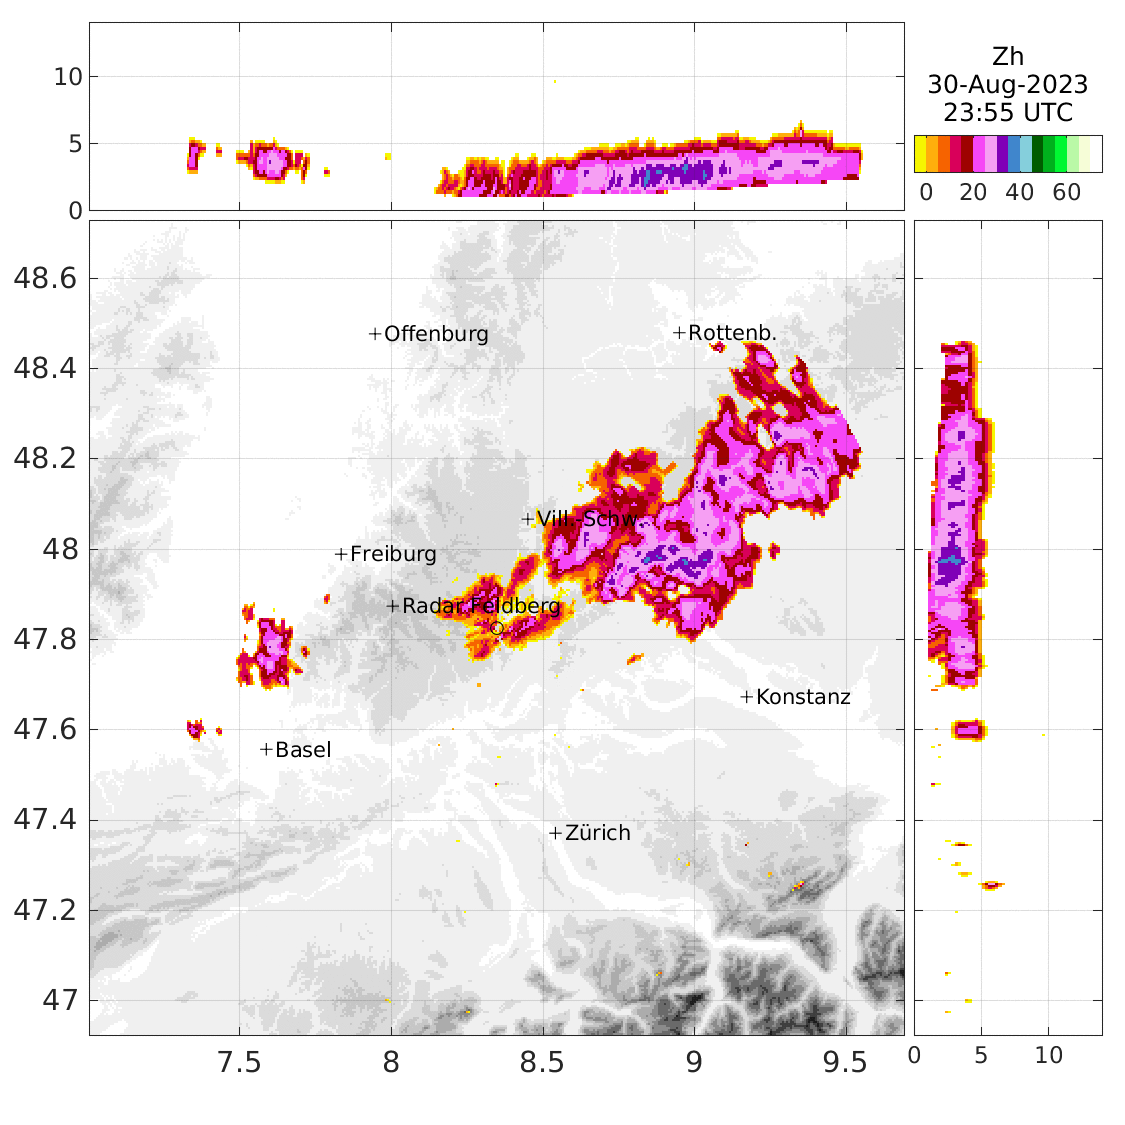 Zh
30-Aug-2023
23:55 UTC
10
5
0
0 20 40 60
48.6
48.4
48.2
48
47.8
47.6
47.4
47.2
47
Offenburg
Rottenb.
Vill.-Schw.
Freiburg
Radar Feldberg
Konstanz
Basel
Zürich
7.5 8 8.5 9 9.5
0 5 10